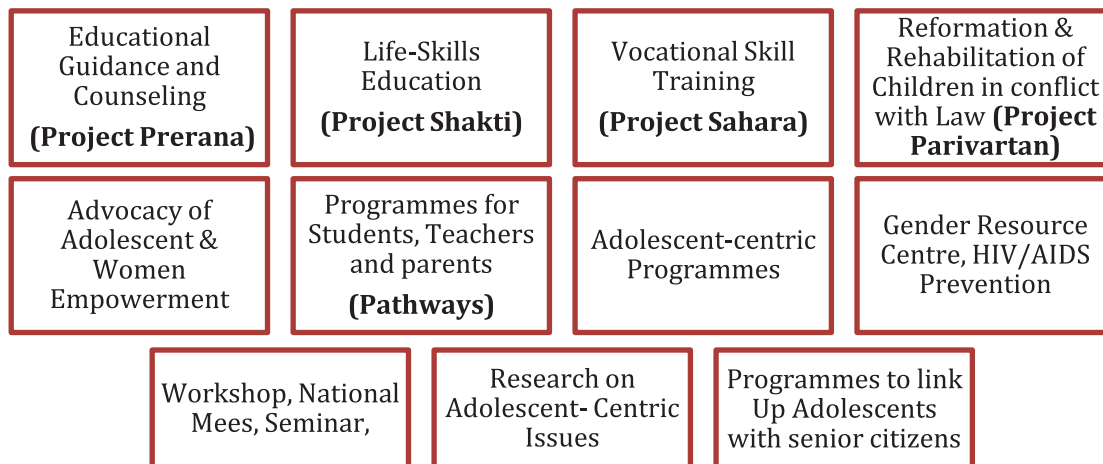 Educational
Guidance and
Counseling
(Project Prerana)
Life-Skills
Education
(Project Shakti)
Vocational Skill
Training
(Project Sahara)
Reformation &
Rehabilitation of
Children in conflict
with Law (Project
Parivartan)
Advocacy of
Adolescent &
Women
Empowerment
Programmes for
Students, Teachers
and parents
(Pathways)
Adolescent-centric
Programmes
Gender Resource
Centre, HIV/AIDS
Prevention
Workshop, National
Mees, Seminar,
Research on
Adolescent- Centric
Issues
Programmes to link
Up Adolescents
with senior citizens